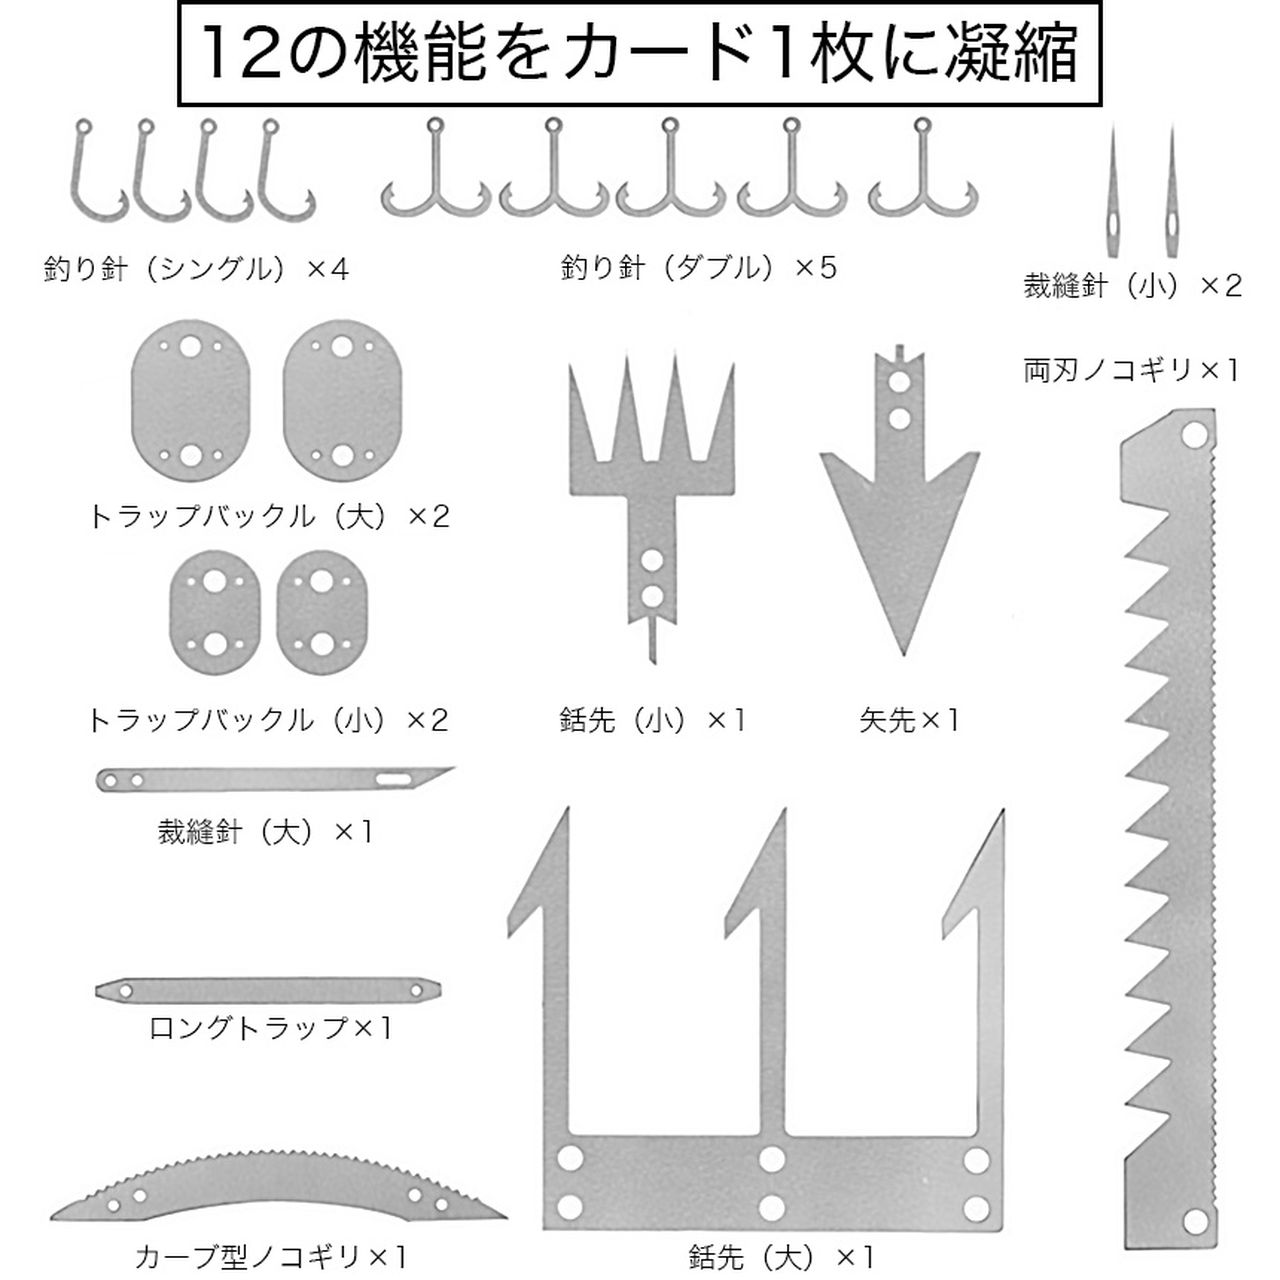 12の機能をカード1枚に凝縮
釣り針（シングル）×4
釣り針（ダブル）×5
裁縫針（小）×2
両刃ノコギリ×1
トラップバックル（大）×2
トラップバックル（小）×2
銛先（小）×1
矢先×1
裁縫針（大）×1
ロングトラップ×1
カーブ型ノコギリ×1
銛先（大）×1